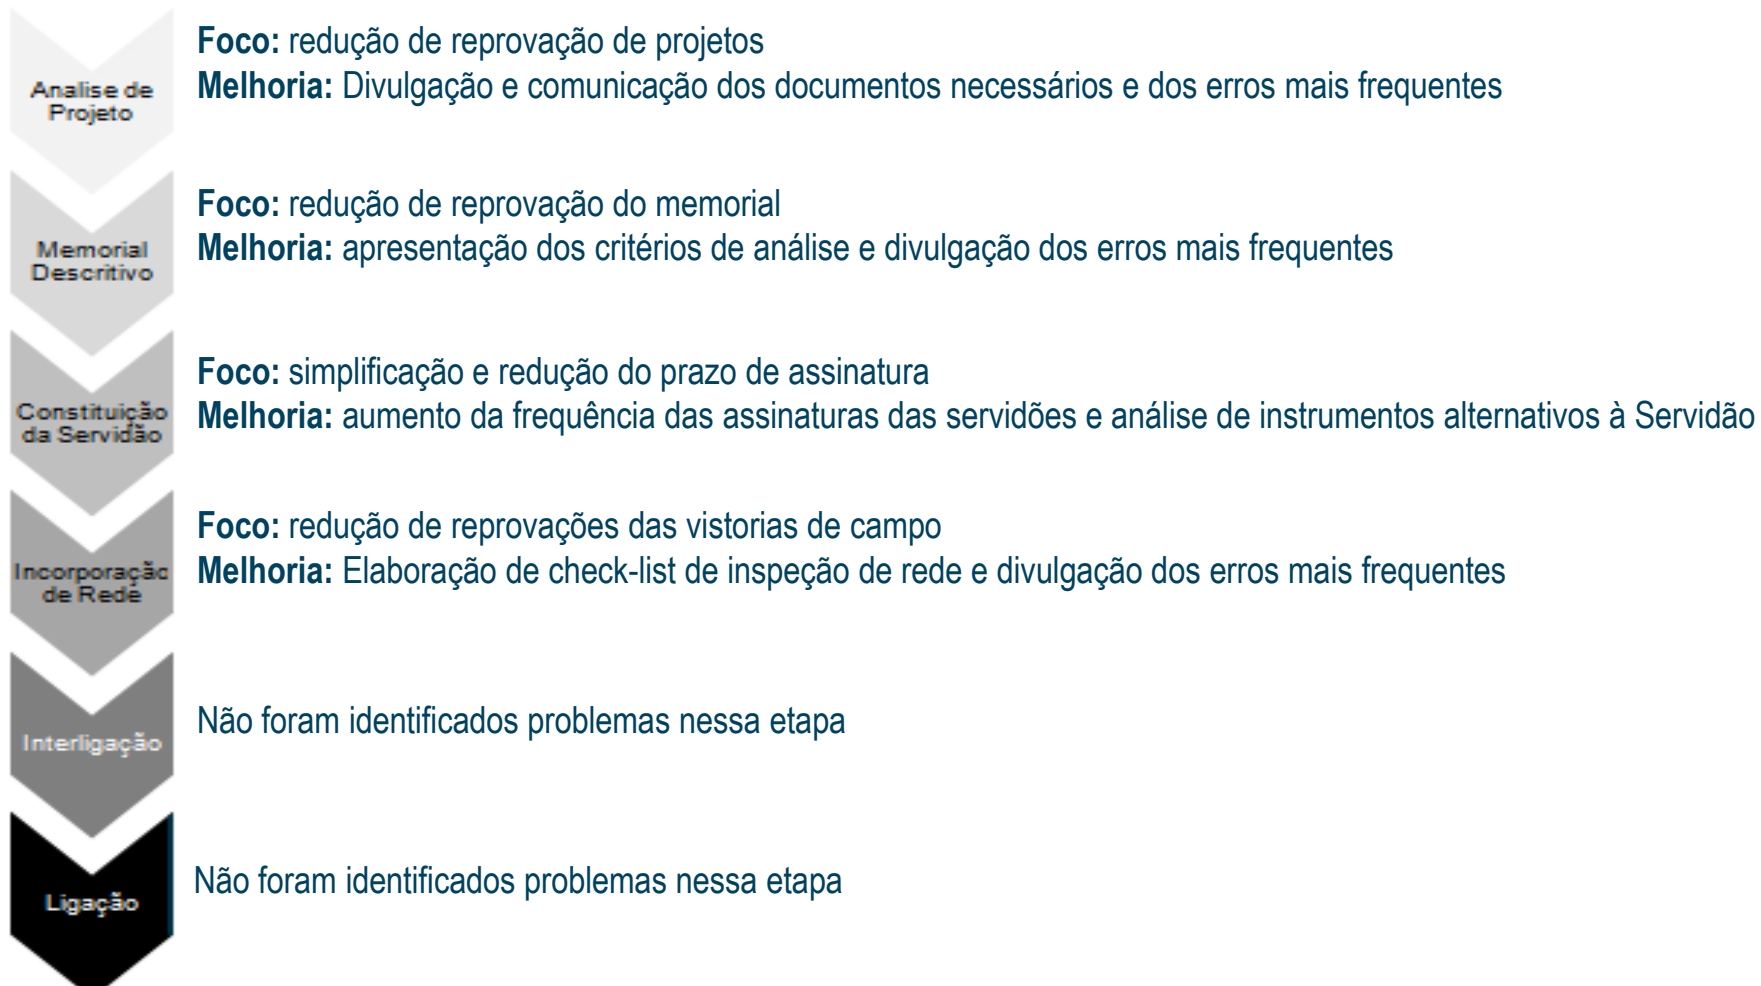 Analise de
Projeto
Foco: redução de reprovação de projetos
Melhoria: Divulgação e comunicação dos documentos necessários e dos erros mais frequentes
Memorial
Descritivo
Foco: redução de reprovação do memorial
Melhoria: apresentação dos critérios de análise e divulgação dos erros mais frequentes
Constituição
da Servidão
Foco: simplificação e redução do prazo de assinatura
Melhoria: aumento da frequência das assinaturas das servidões e análise de instrumentos alternativos à Servidão
Incorporação
de Rede
Foco: redução de reprovações das vistorias de campo
Melhoria: Elaboração de check-list de inspeção de rede e divulgação dos erros mais frequentes
Interligação
Não foram identificados problemas nessa etapa
Ligação
Não foram identificados problemas nessa etapa